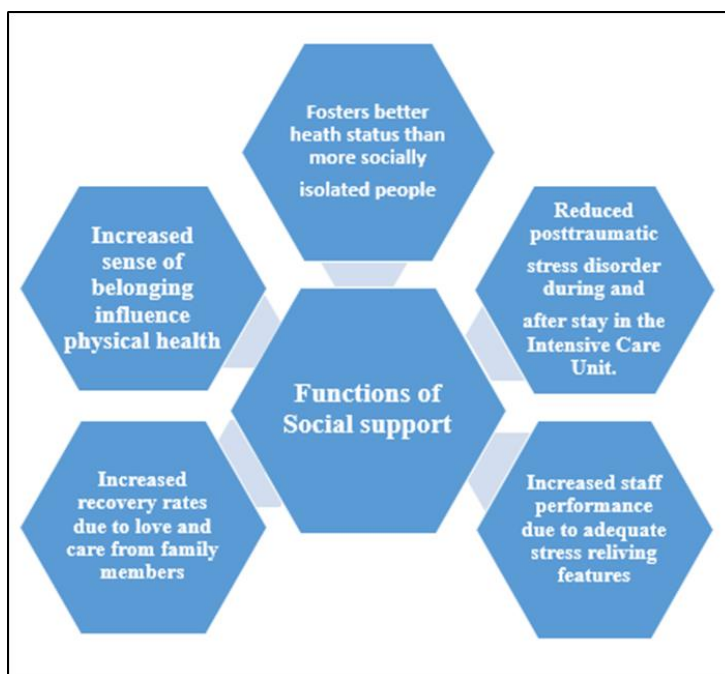 Fosters better
heath status than
more socially
isolated people
Reduced
posttraumatic
stress disorder
during and
after stay in the
Intensive Care
Unit.
Increased
sense of
belonging
influence
physical health
Functions of
Social support
Increased
recovery rates
due to love and
care from family
members
Increased staff
performance
due to adequate
stress reliving
features